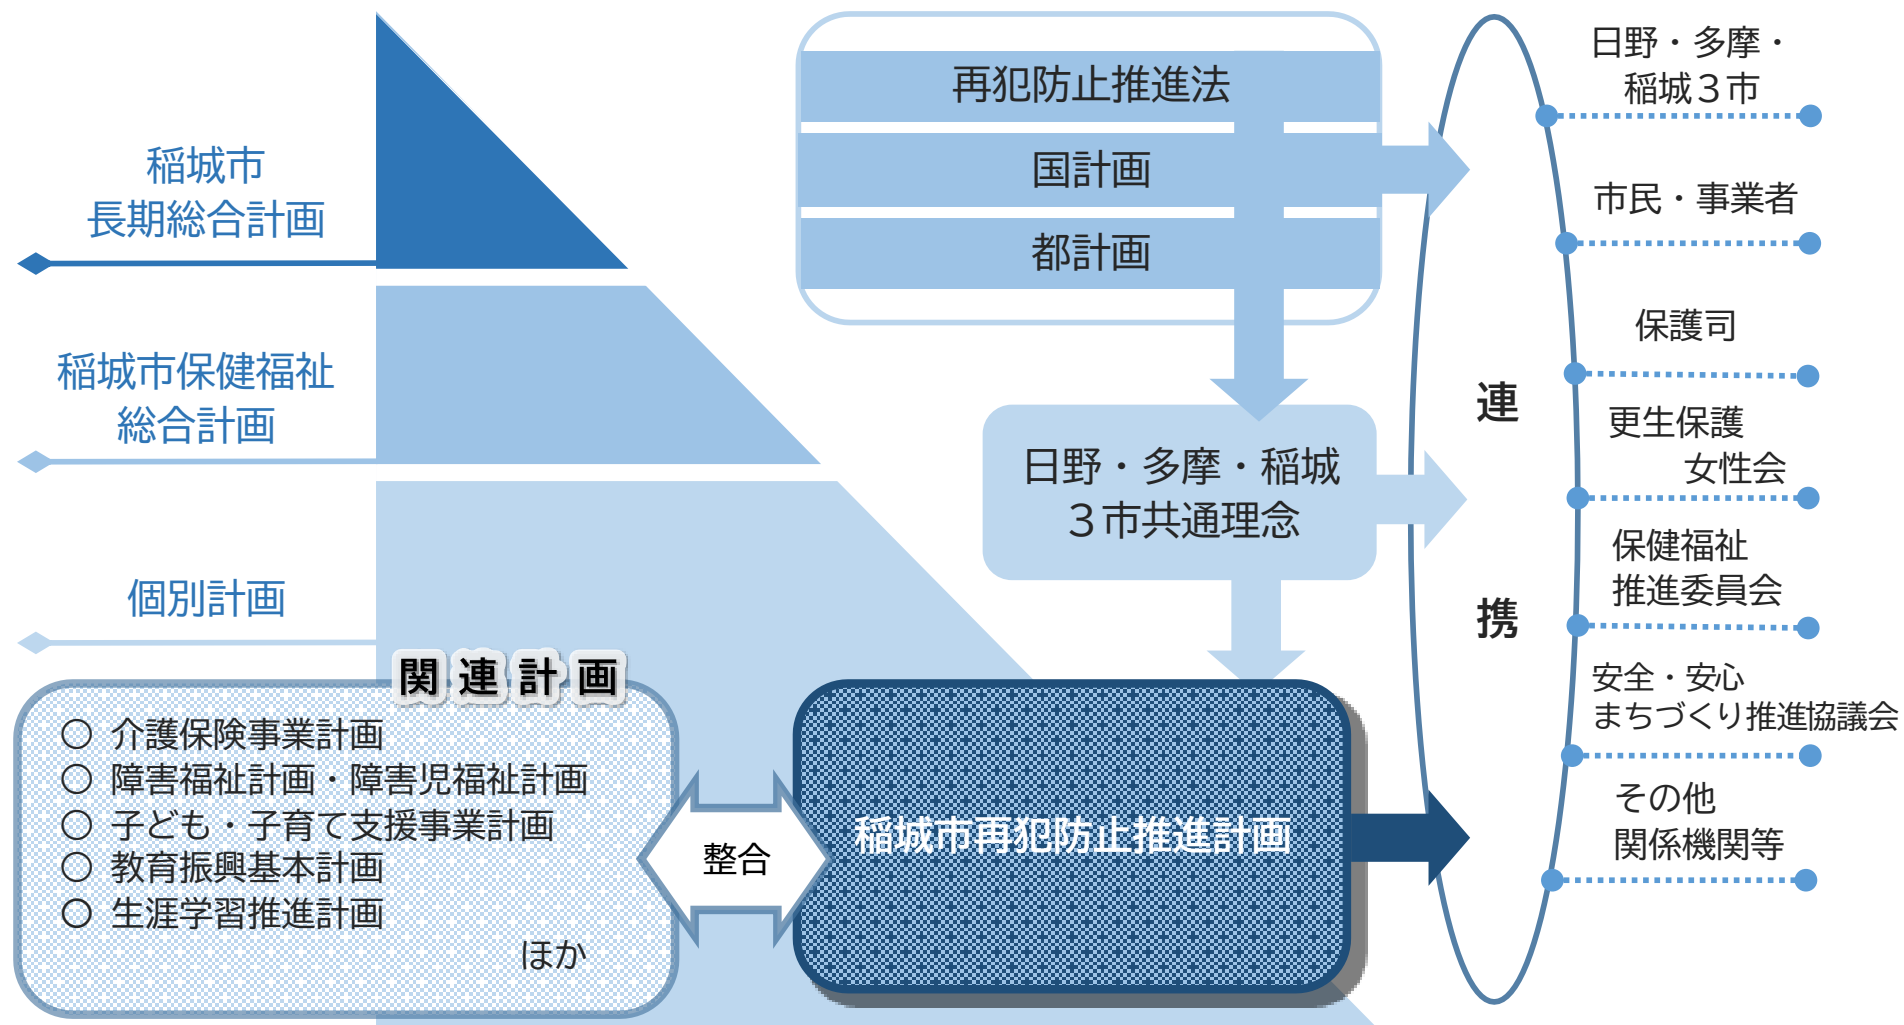 稲城市
長期総合計画
稲城市保健福祉
総合計画
個別計画
再犯防止推進法
国計画
都計画
日野・多摩・稲城
３市共通理念
関連計画
〇 介護保険事業計画
〇 障害福祉計画・障害児福祉計画
〇 子ども・子育て支援事業計画
〇 教育振興基本計画
〇 生涯学習推進計画
ほか
整合
稲城市再犯防止推進計画
連
携
日野・多摩・
稲城３市
市民・事業者
保護司
更生保護
女性会
保健福祉
推進委員会
安全・安心
まちづくり推進協議会
その他
関係機関等